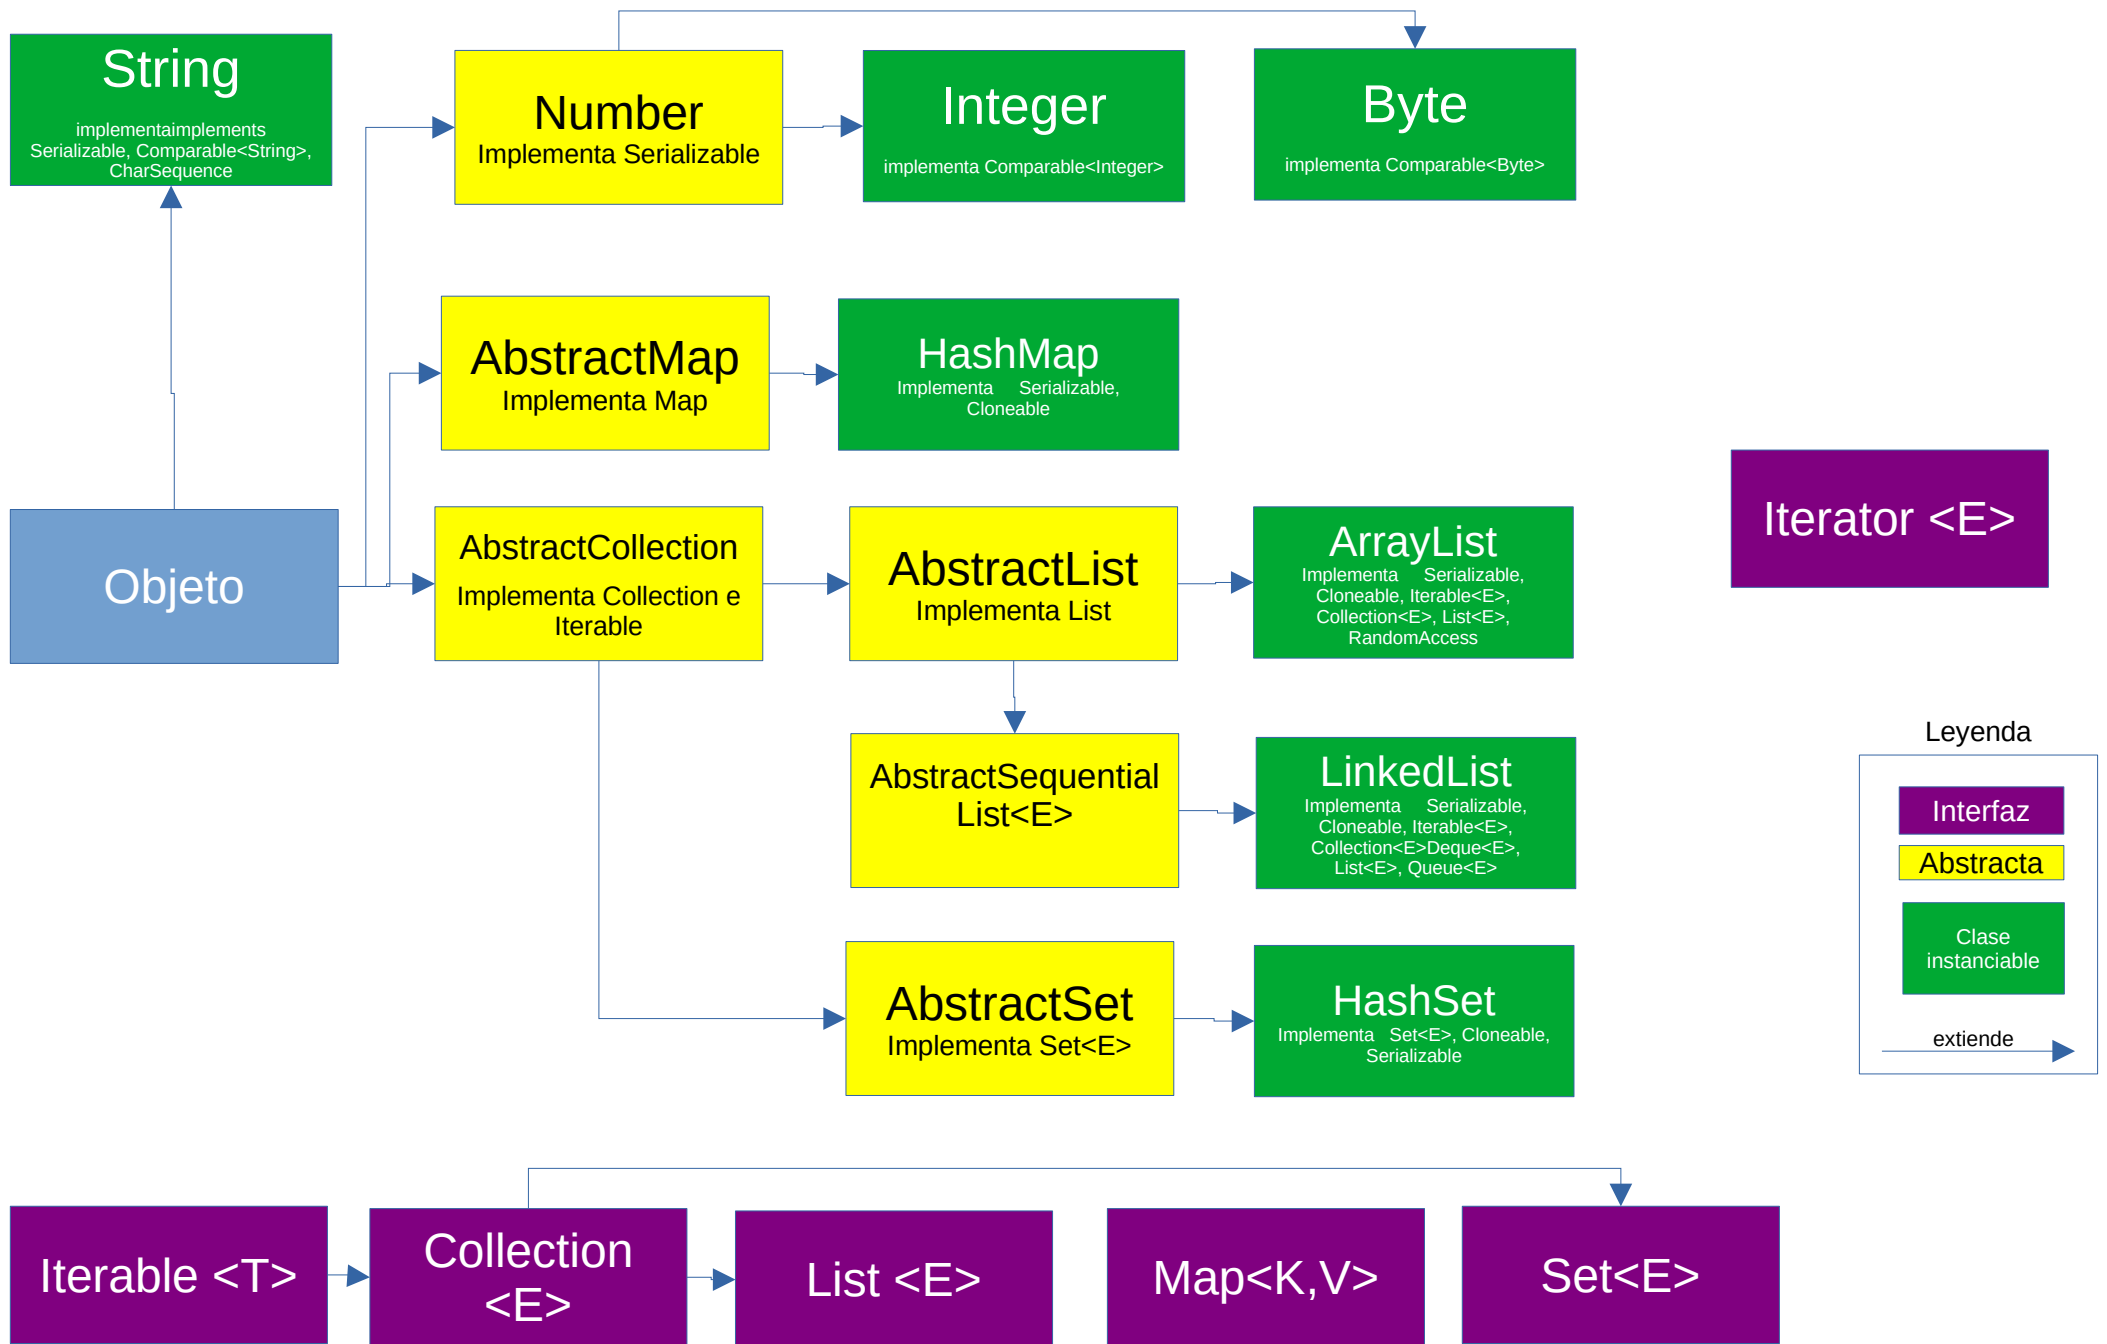 String
implementaimplements
Serializable, Comparable<String>,
CharSequence
Number
Implementa Serializable
Integer
implementa Comparable<Integer>
Byte
implementa Comparable<Byte>
AbstractMap
Implementa Map
HashMap
Implementa Serializable,
Cloneable
Objeto
AbstractCollection
Implementa Collection e
Iterable
AbstractList
Implementa List
ArrayList
Implementa Serializable,
Cloneable, Iterable<E>,
Collection<E>, List<E>,
RandomAccess
Iterator <E>
AbstractSequential
List<E>
LinkedList
Implementa Serializable,
Cloneable, Iterable<E>,
Collection<E>Deque<E>,
List<E>, Queue<E>
AbstractSet
Implementa Set<E>
HashSet
Implementa Set<E>, Cloneable,
Serializable
Leyenda
Interfaz
Abstracta
Clase
instanciable
extiende
Iterable <T>
Collection
<E>
List <E>
Map<K,V>
Set<E>